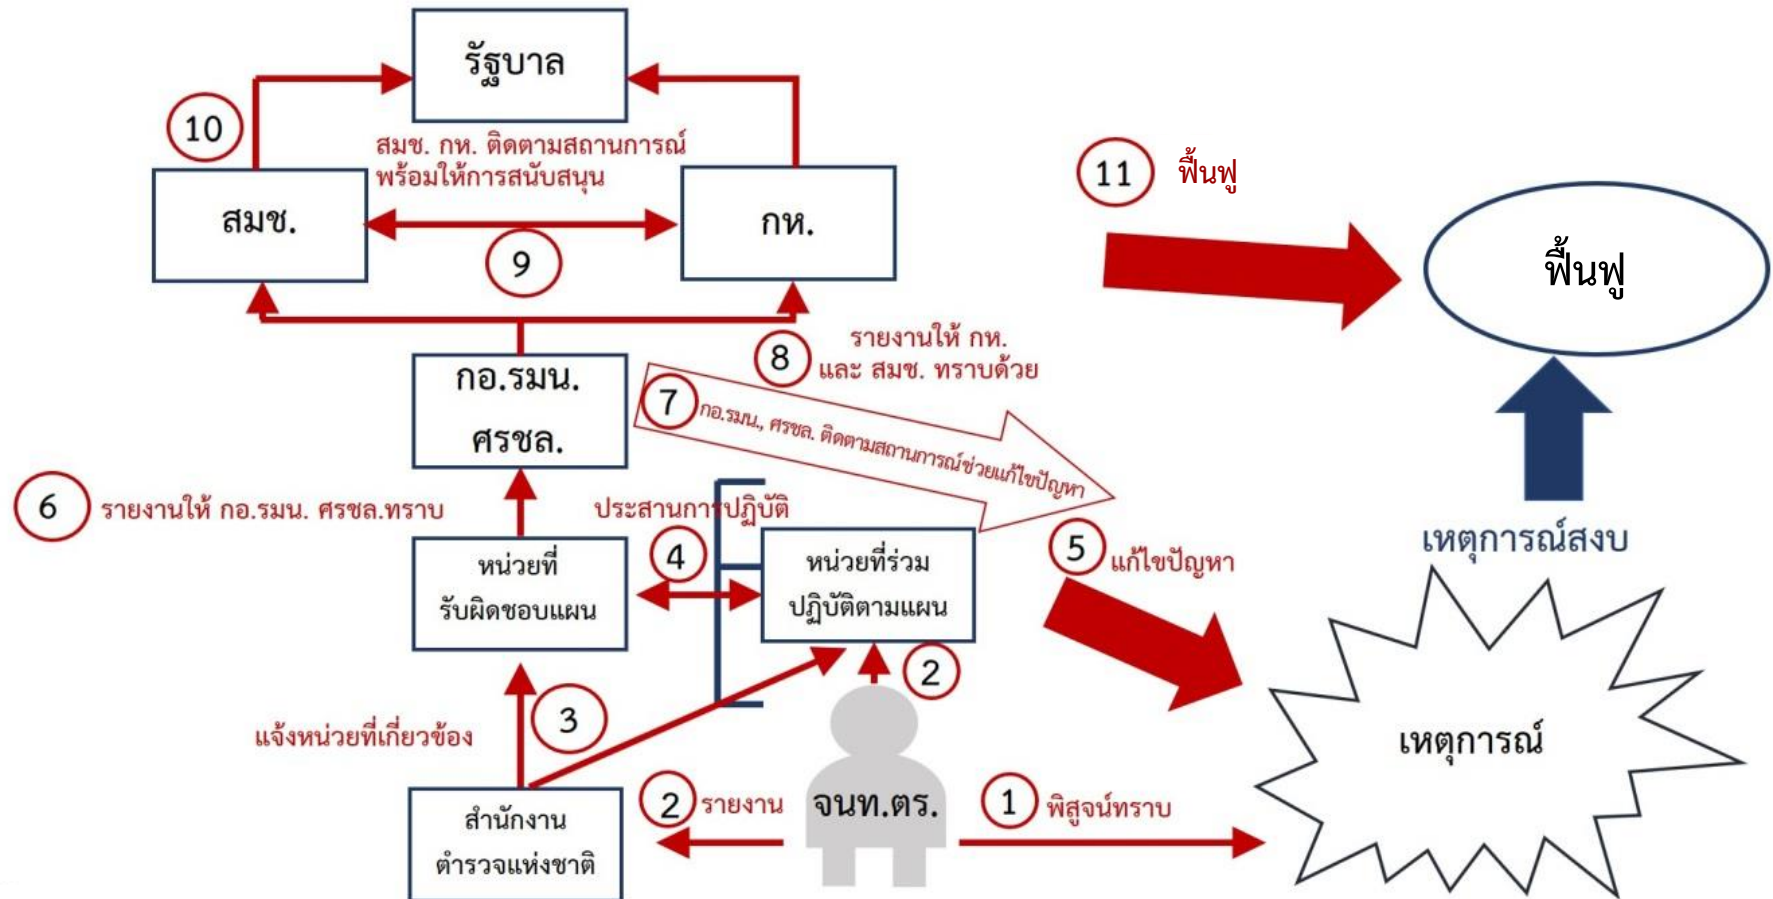 รัฐบาล
10
สมช. กห. ติดตามสถานการณ์
พร้อมให้การสนับสนุน
11
ฟื้นฟู
สมช.
กห.
9
ฟื้นฟู
8
รายงานให้ กห.
และ สมช. ทราบด้วย
กอ.รมน.
ศรชล.
7
กอ.รมน., ศรชล. ติดตามสถานการณ์ช่วยแก้ไขปัญหา
6
รายงานให้ กอ.รมน. ศรชล.ทราบ
ประสานการปฏิบัติ
4
5
แก้ไขปัญหา
เหตุการณ์สงบ
หน่วยที่
รับผิดชอบแผน
หน่วยที่ร่วม
ปฏิบัติตามแผน
2
3
แจ้งหน่วยที่เกี่ยวข้อง
เหตุการณ์
สำนักงาน
ตำรวจแห่งชาติ
2
รายงาน
จนท.ตร.
1
พิสูจน์ทราบ